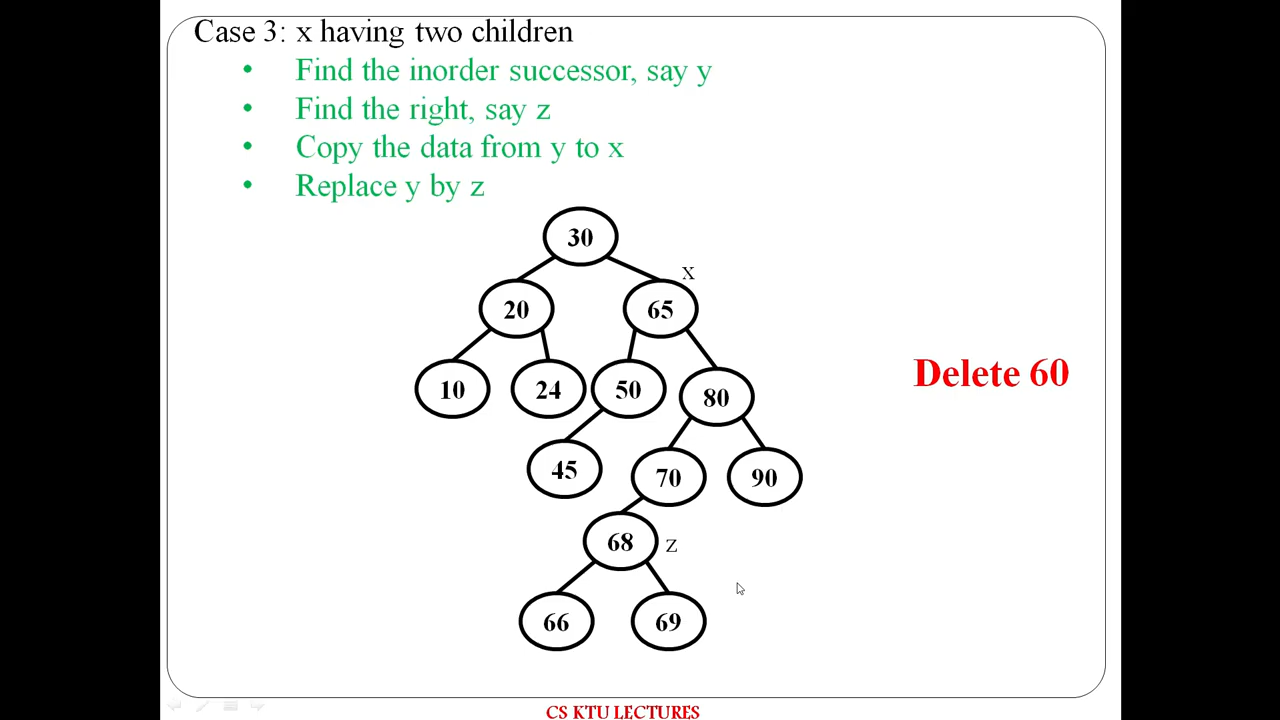 Case 3: x having two children
• Find the inorder successor, say y
• Find the right, say z
• Copy the data from y to x
• Replace y by z
30
x
20 65
Delete 60
10 24 50 80
45 70 90
68 z
66 69
CS KTU LECTURES